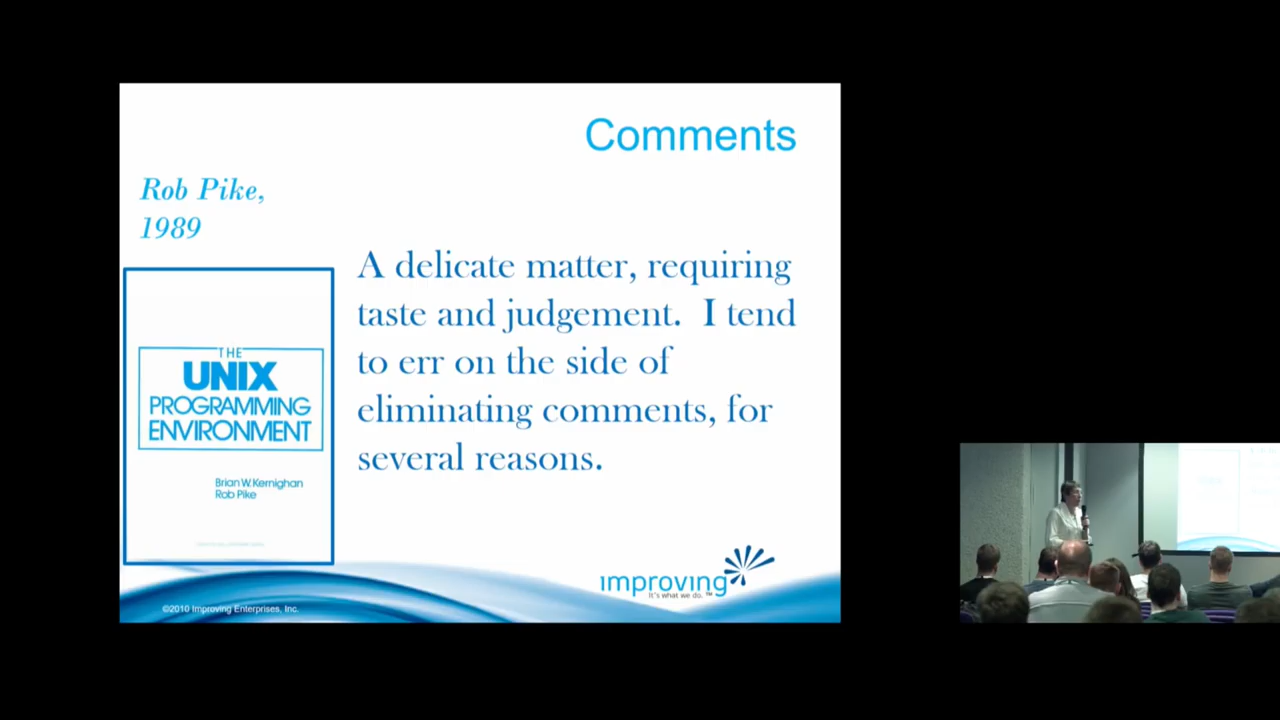 Comments
Rob Pike,
1989
A delicate matter, requiring
taste and judgement. I tend
to err on the side of
eliminating comments, for
several reasons.
THE
UNIX
PROGRAMMING
ENVIRONMENT
Brian W. Kernighan
Rob Pike
improving
It's what we do. ™
©2010 Improving Enterprises, Inc.